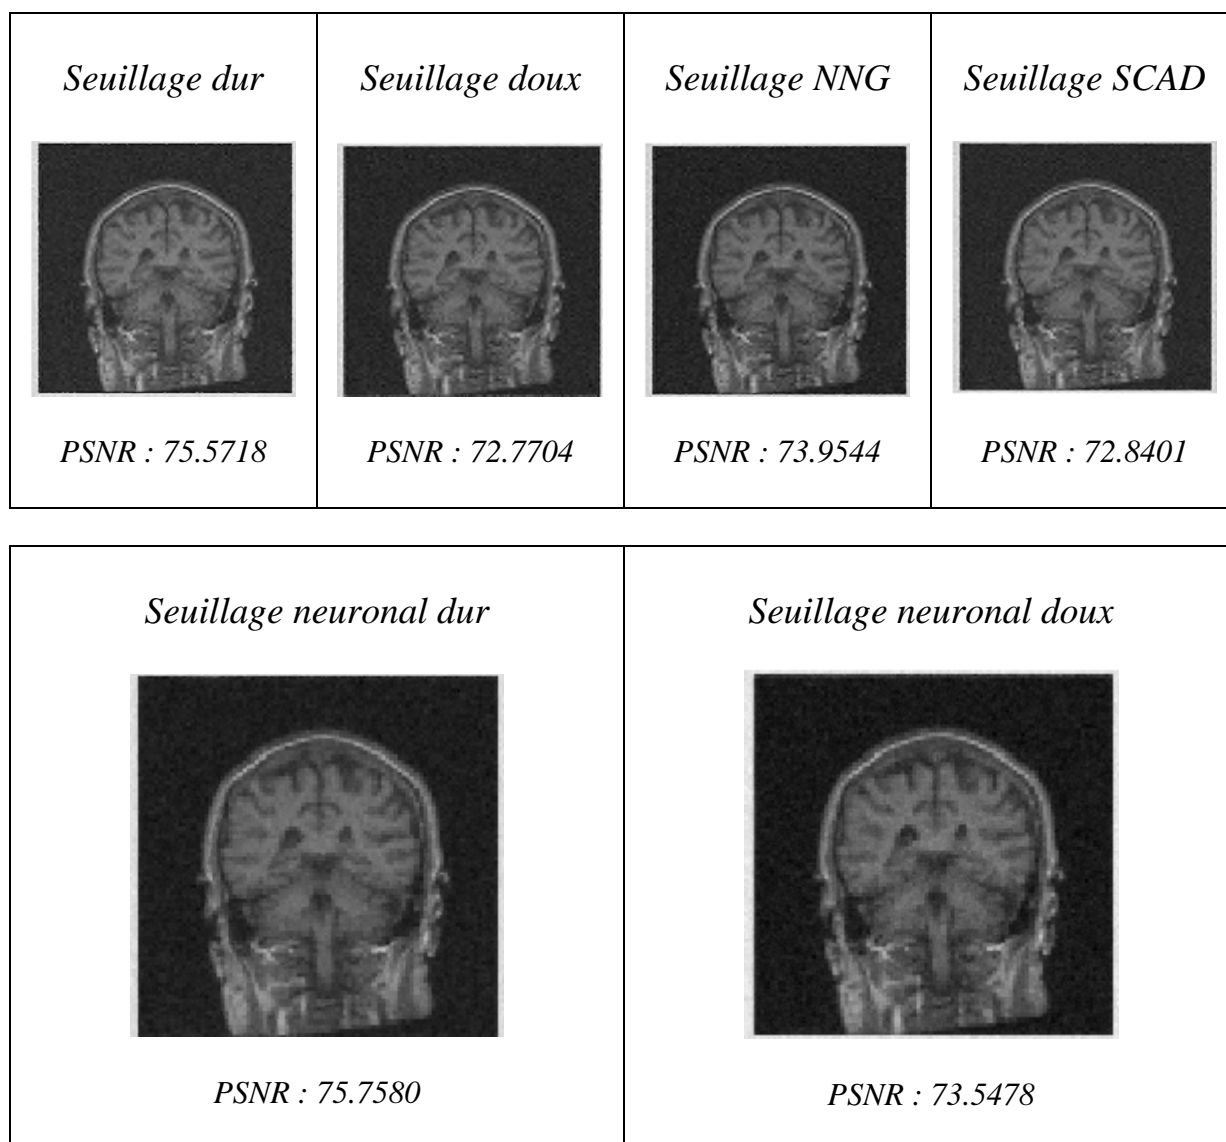 Seuillage dur
Seuillage doux
Seuillage NNG
Seuillage SCAD
PSNR : 75.5718
PSNR : 72.7704
PSNR : 73.9544
PSNR : 72.8401
Seuillage neuronal dur
Seuillage neuronal doux
PSNR : 75.7580
PSNR : 73.5478